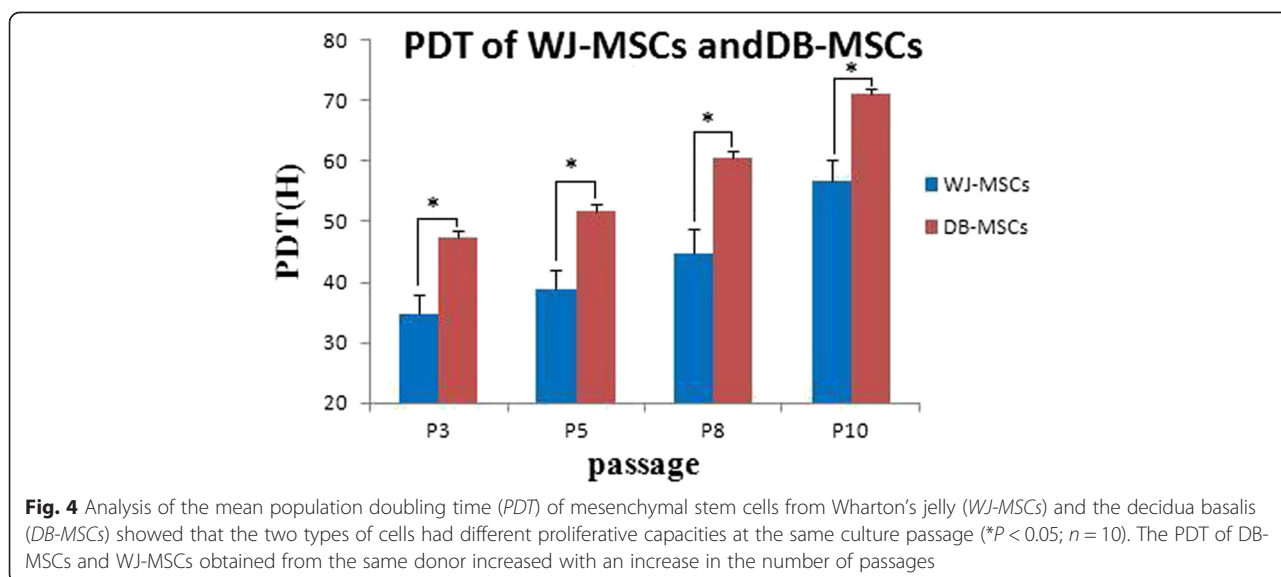 PDT of WJ-MSCs andDB-MSCs
80
70
60
50
40
30
20
PDT(H)
*
*
*
*
WJ-MSCs
DB-MSCs
P3 P5 P8 P10
passage
Fig. 4 Analysis of the mean population doubling time (PDT) of mesenchymal stem cells from Wharton’s jelly (WJ-MSCs) and the decidua basalis
(DB-MSCs) showed that the two types of cells had different proliferative capacities at the same culture passage (*P < 0.05; n = 10). The PDT of DB-
MSCs and WJ-MSCs obtained from the same donor increased with an increase in the number of passages